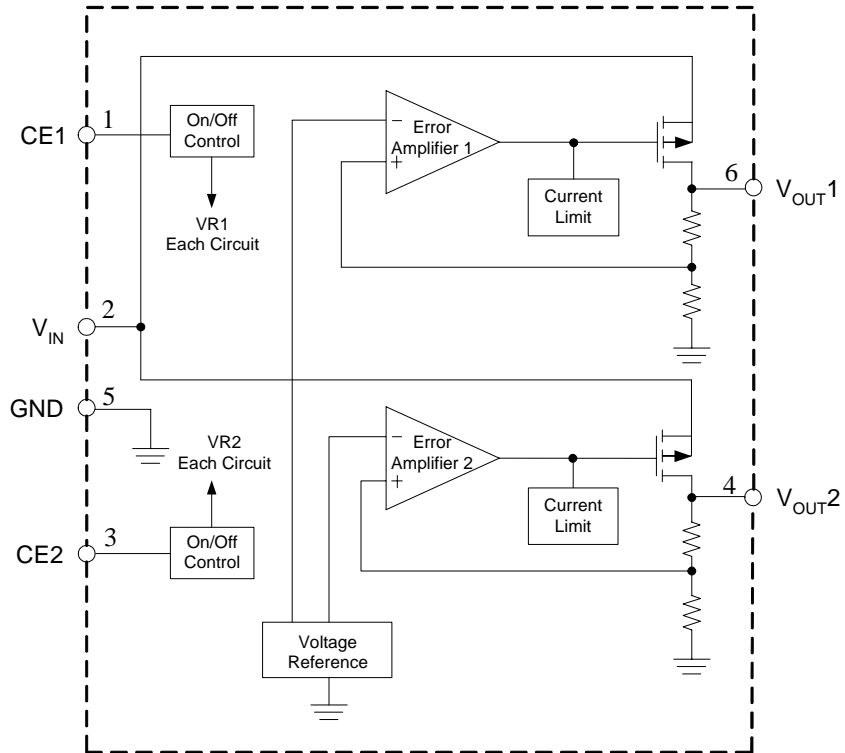 CE1
1
On/Off
Control
VR1
Each Circuit
−
Error
Amplifier 1
+
Current
Limit
6
VOUT1
2
VIN
GND
5
VR2
Each Circuit
−
Error
Amplifier 2
+
Current
Limit
4
VOUT2
CE2
3
On/Off
Control
Voltage
Reference